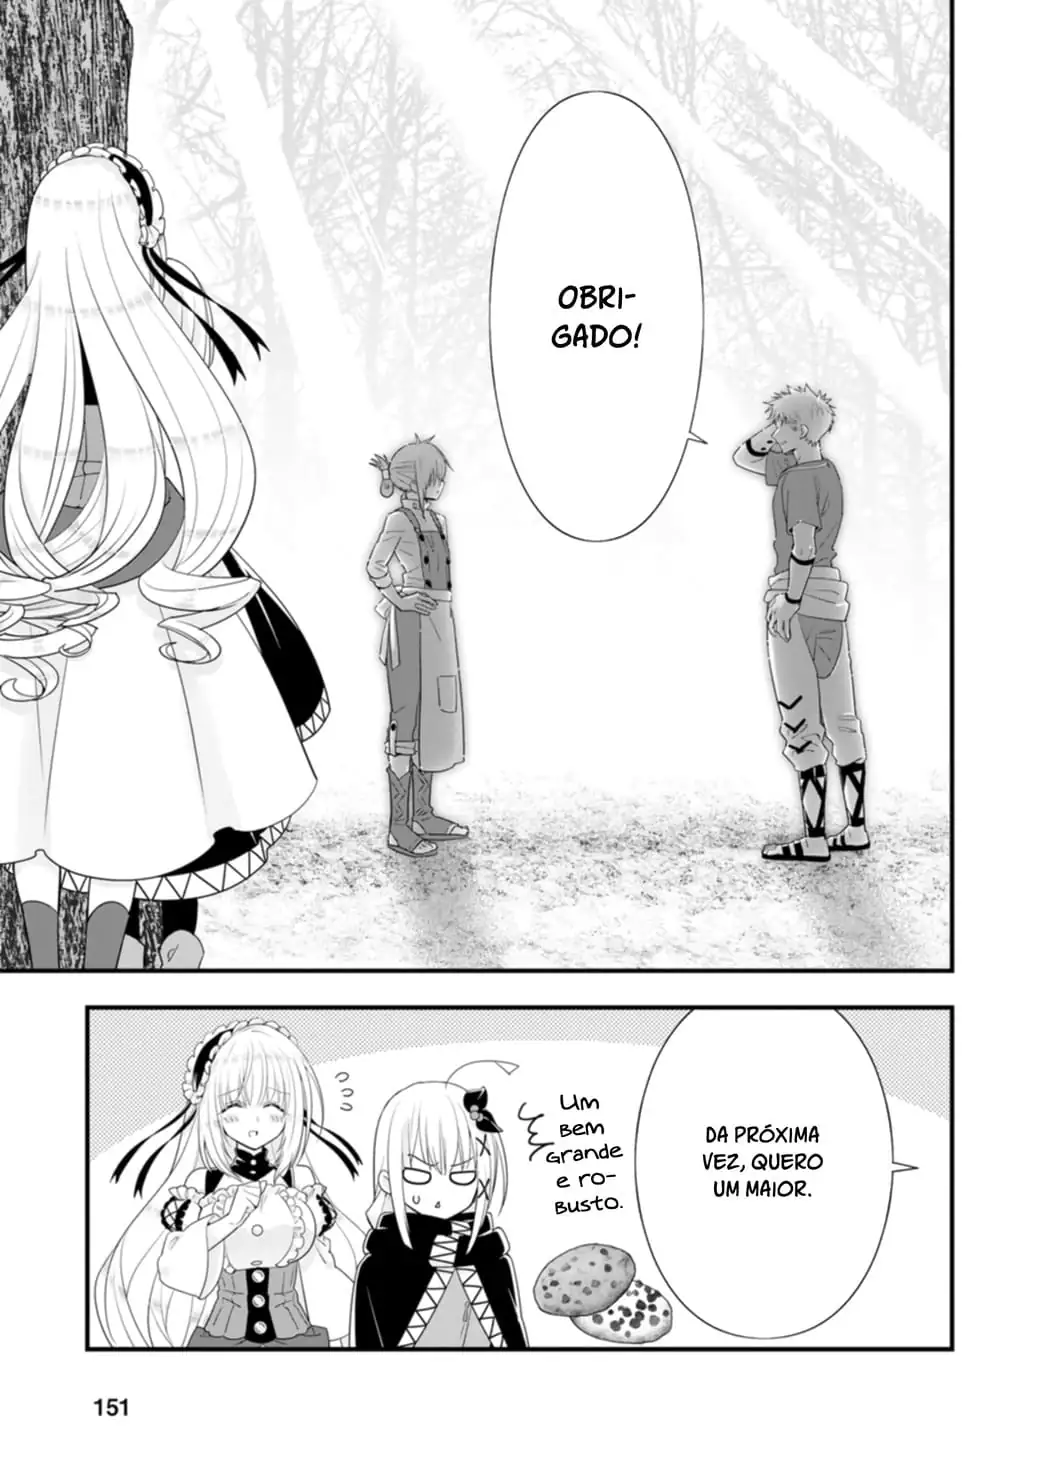 OBRI-
GADO!
DA PRÓXIMA
VEZ, QUERO
UM MAIOR.
Um
bem
grande
e ro-
busto.
151